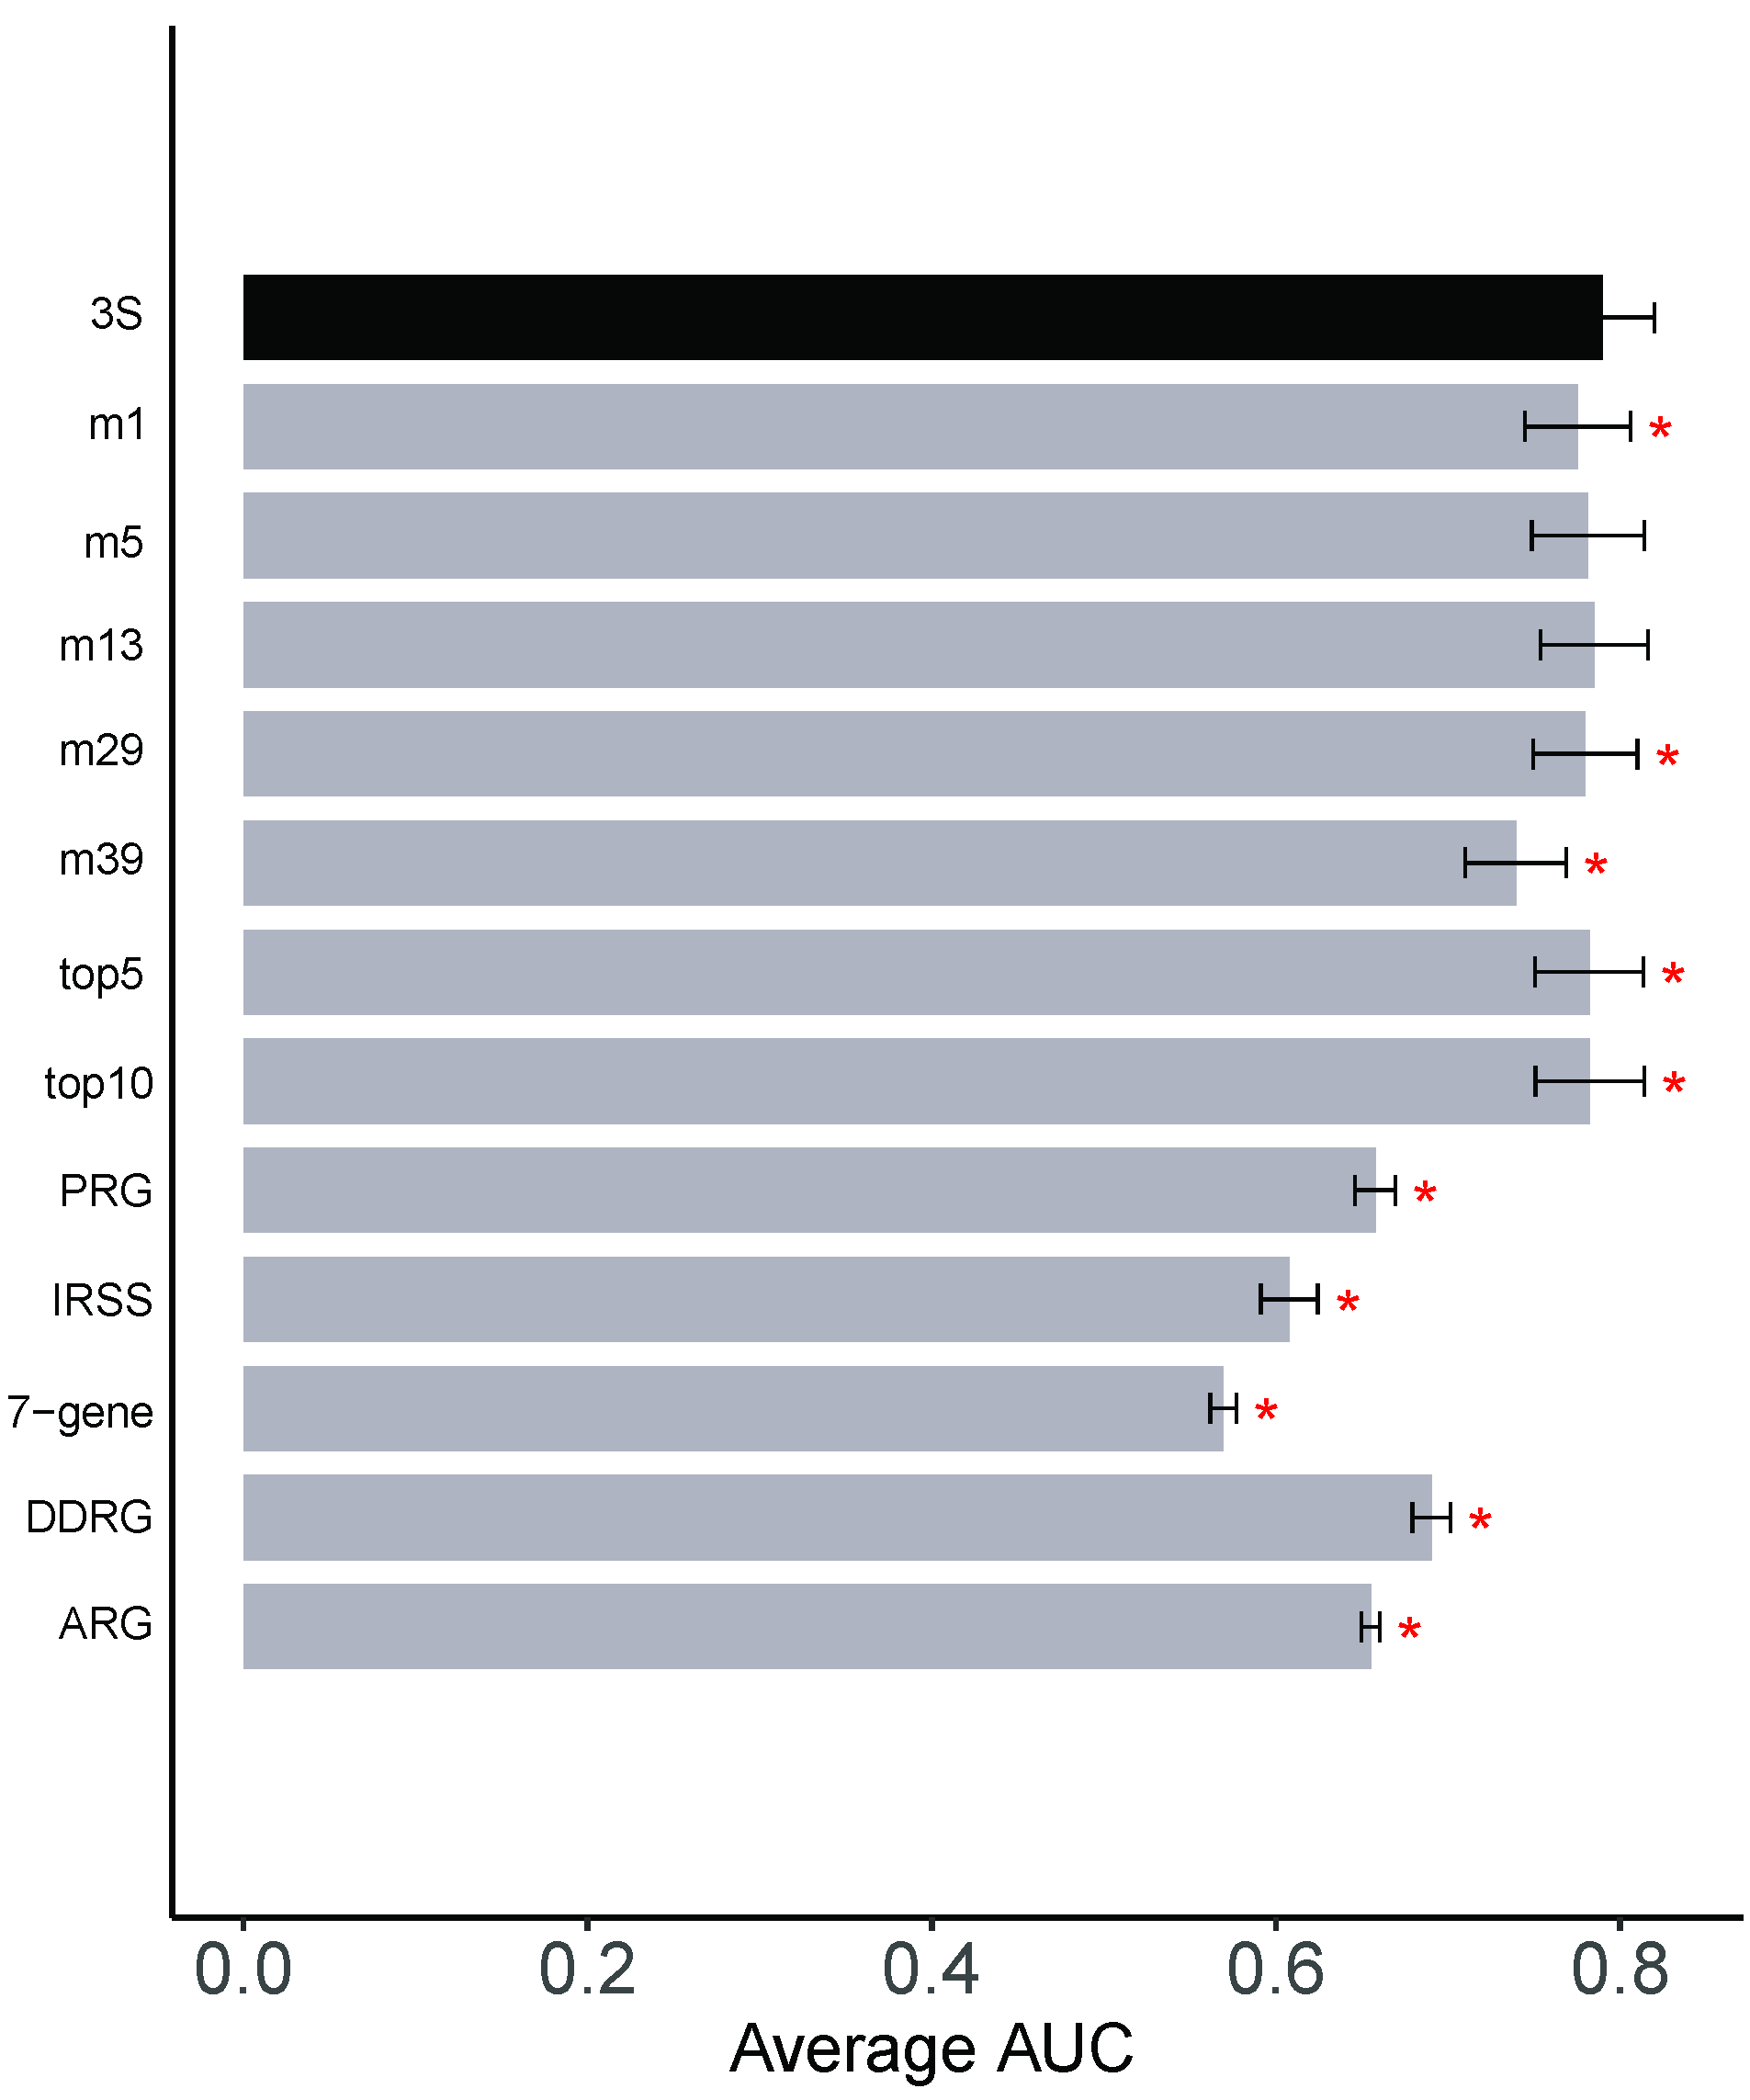 3S
m1 *
m5
m13
m29 *
m39 *
top5 *
top10 *
PRG *
IRSS *
7-gene *
DDRG *
ARG *
0.0 0.2 0.4 0.6 0.8
Average AUC